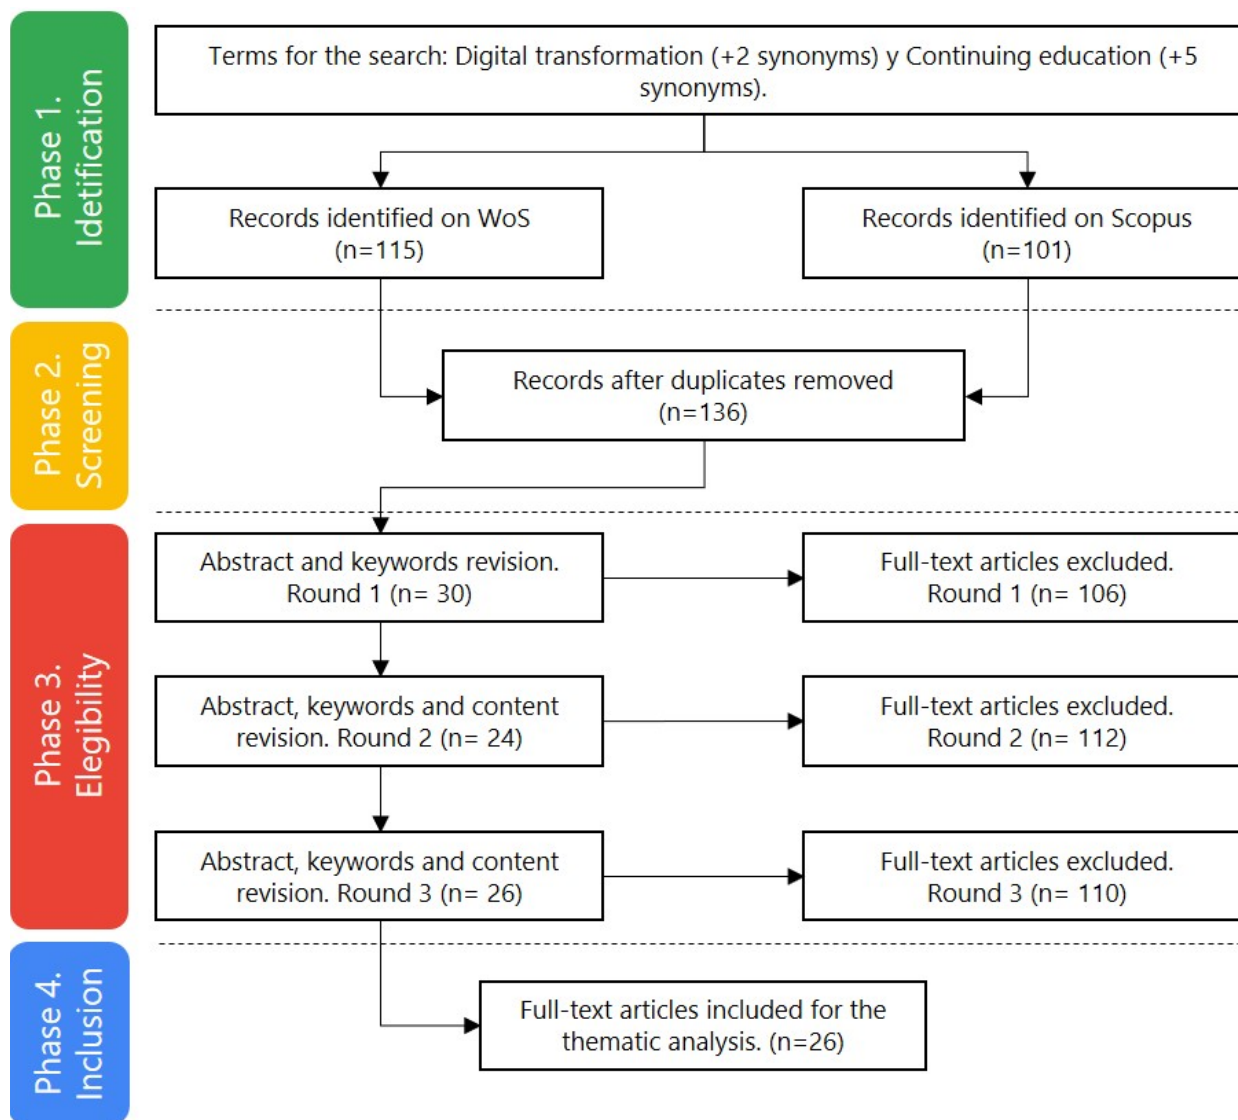 Phase 1.
Idetification
Terms for the search: Digital transformation (+2 synonyms) y Continuing education (+5
synonyms).
Records identified on WoS
(n=115)
Records identified on Scopus
(n=101)
Phase 2.
Screening
Records after duplicates removed
(n=136)
Phase 3.
Elegibility
Abstract and keywords revision.
Round 1 (n= 30)
Full-text articles excluded.
Round 1 (n= 106)
Abstract, keywords and content
revision. Round 2 (n= 24)
Full-text articles excluded.
Round 2 (n= 112)
Abstract, keywords and content
revision. Round 3 (n= 26)
Full-text articles excluded.
Round 3 (n= 110)
Phase 4.
Inclusion
Full-text articles included for the
thematic analysis. (n=26)